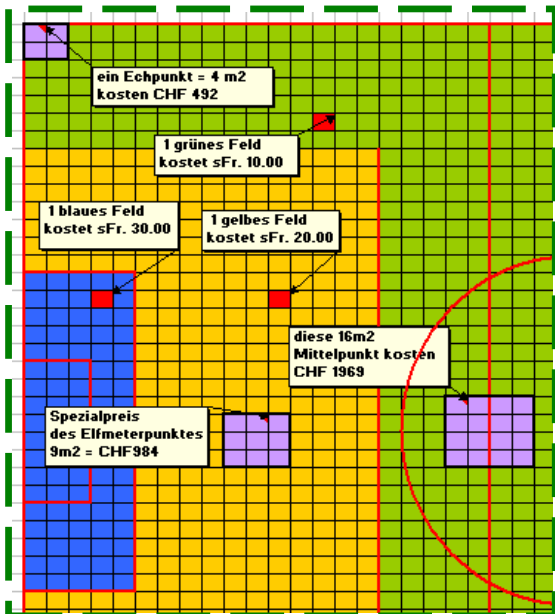 ein Echpunkt = 4 m2
kosten CHF 492
1 grünes Feld
kostet sFr. 10.00
1 blaues Feld
kostet sFr. 30.00
1 gelbes Feld
kostet sFr. 20.00
diese 16m2
Mittelpunkt kosten
CHF 1969
Spezialpreis
des Elfmeterpunktes
9m2 = CHF984